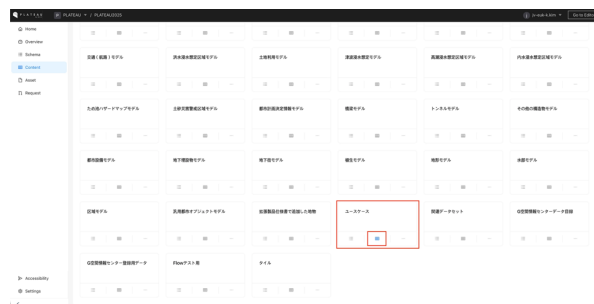 PLATEAU
PLATEAU / PLATEAU2025
Go to Editor
Home
Overview
Schema
Content
Asset
Request
交通（航路）モデル
洪水浸水想定区域モデル
土地利用モデル
津波浸水想定モデル
高潮浸水想定区域モデル
内水浸水想定区域モデル
ため池ハザードマップモデル
土砂災害警戒区域モデル
都市計画決定情報モデル
橋梁モデル
トンネルモデル
その他の構造物モデル
都市設備モデル
地下埋設物モデル
地下街モデル
植生モデル
地形モデル
水部モデル
区域モデル
汎用都市オブジェクトモデル
拡張製品仕様書で追加した地物
ユースケース
関連データセット
G空間情報センターデータ目録
G空間情報センター登録用データ
Flowテスト用
タイル
Accessibility
Settings